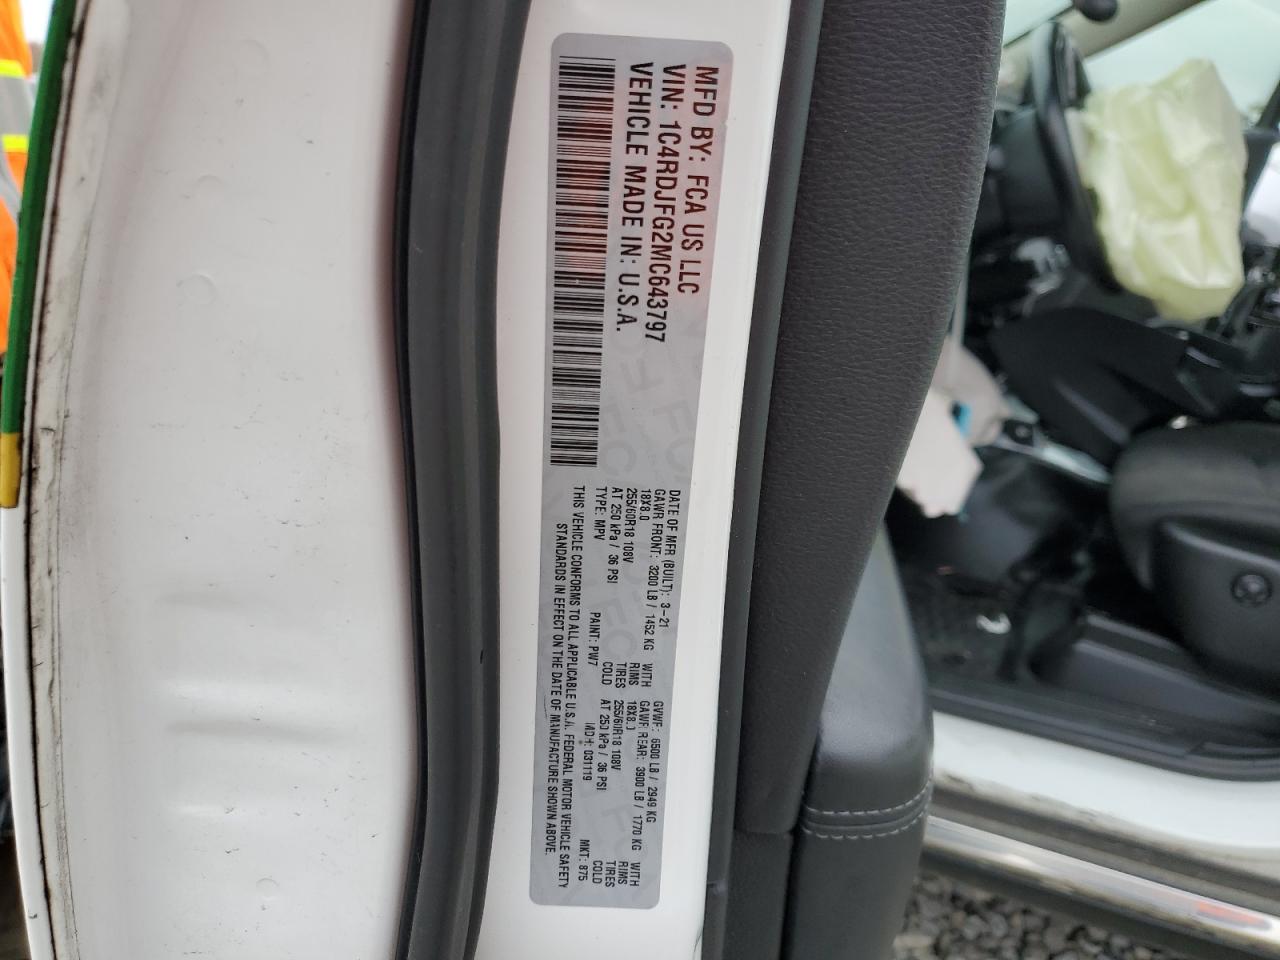 MFD BY: FCA US LLC
VIN: 1C4RDJFG2MC643797
VEHICLE MADE IN: U.S.A.
DATE OF MFR (BUILT): 3-21 GVWR: 6500 LB / 2949 KG
GAWR FRONT: 3200 LB / 1452 KG WITH GAWR REAR: 3900 LB / 1770 KG WITH
18X8.0 RIMS 18X8.0 RIMS
255/60R18 108V TIRES 255/60R18 108V TIRES
AT 250 kPa / 36 PSI COLD AT 250 kPa / 36 PSI COLD
TYPE: MPV PAINT: PW7 MDH: 031119 MKT: 875
THIS VEHICLE CONFORMS TO ALL APPLICABLE U.S.A. FEDERAL MOTOR VEHICLE SAFETY
STANDARDS IN EFFECT ON THE DATE OF MANUFACTURE SHOWN ABOVE.